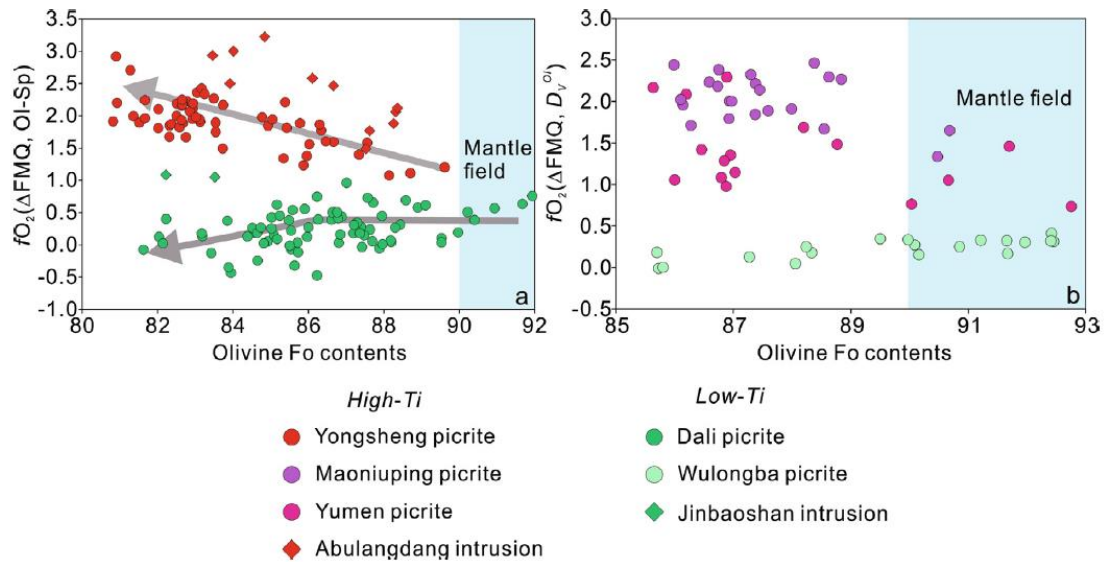 3.5
3.0
2.5
2.0
1.5
1.0
0.5
0.0
-0.5
-1.0
fO2(ΔFMQ, Ol-Sp)
Mantle
field
a
80 82 84 86 88 90 92
Olivine Fo contents
3.0
2.5
2.0
1.5
1.0
0.5
0.0
-0.5
fO2(ΔFMQ, DV Ol)
Mantle field
b
85 87 89 91 93
Olivine Fo contents
High-Ti
Yongsheng picrite
Maoniuping picrite
Yumen picrite
Abulangdang intrusion
Low-Ti
Dali picrite
Wulongba picrite
Jinbaoshan intrusion